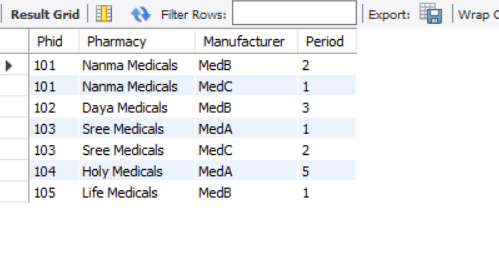 Result Grid Filter Rows: Export: Wrap C
Phid Pharmacy Manufacturer Period
101 Nanma Medicals MedB 2
101 Nanma Medicals MedC 1
102 Daya Medicals MedB 3
103 Sree Medicals MedA 1
103 Sree Medicals MedC 2
104 Holy Medicals MedA 5
105 Life Medicals MedB 1